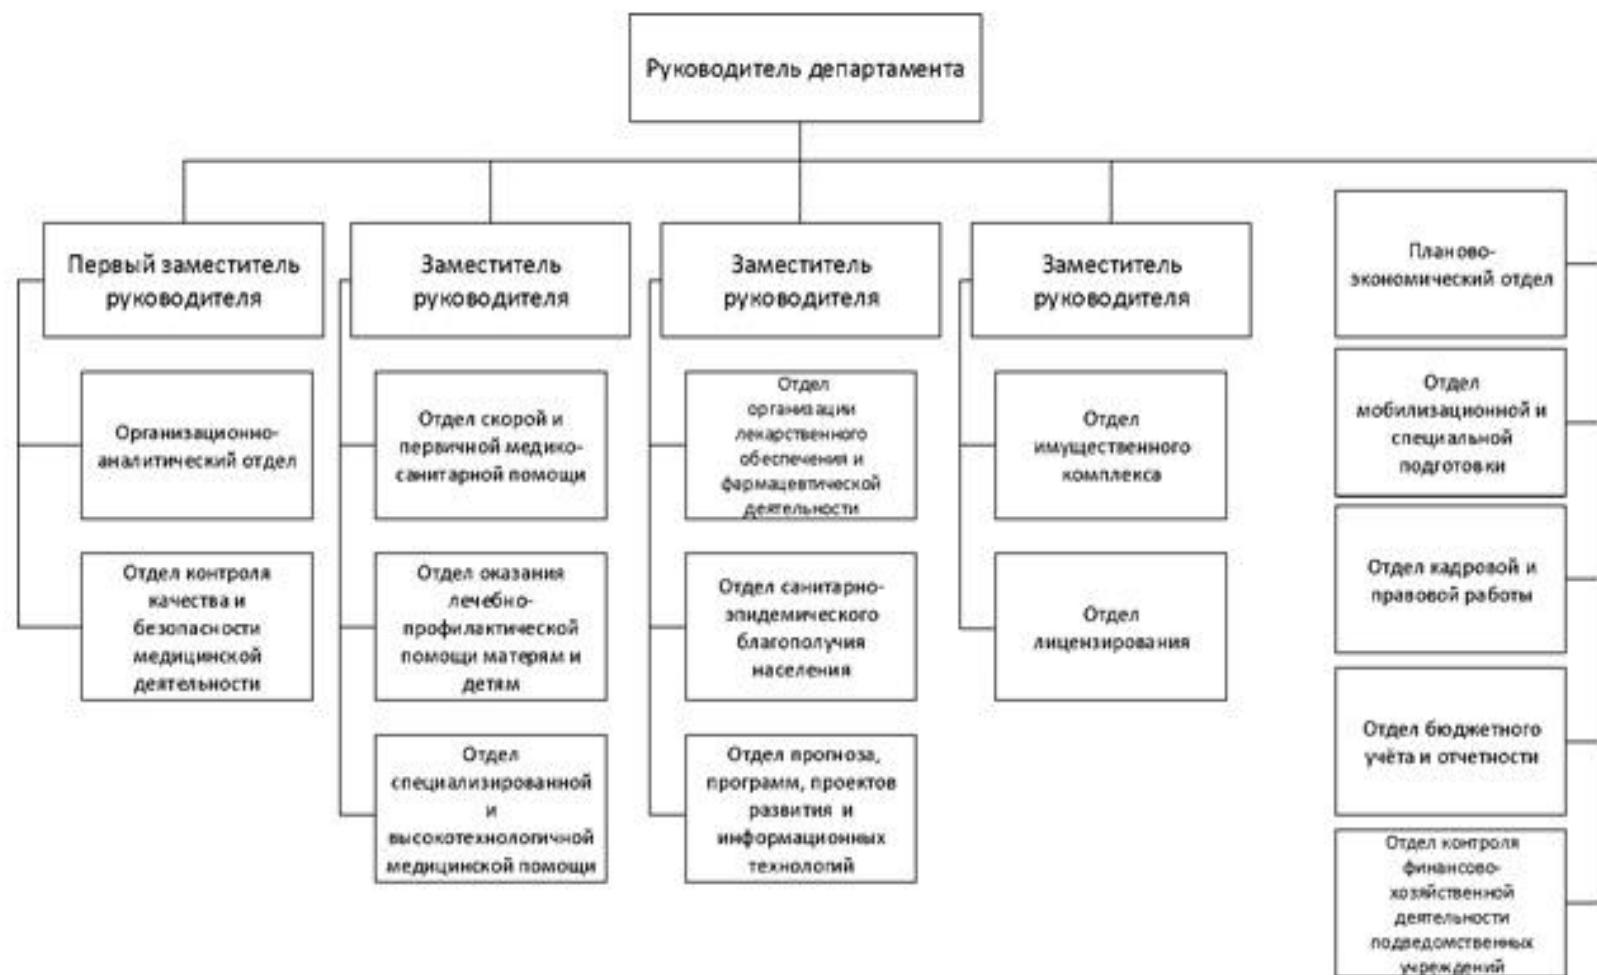 Руководитель департамента
Первый заместитель
руководителя
Организационно-
аналитический отдел
Отдел контроля
качества и
безопасности
медицинской
деятельности
Заместитель
руководителя
Отдел скорой и
первичной медико-
санитарной помощи
Отдел оказания
лечебно-
профилактической
помощи матерям и
детям
Отдел
специализированной
и
высокотехнологичной
медицинской помощи
Заместитель
руководителя
Отдел
организации
лекарственного
обеспечения и
фармацевтической
деятельности
Отдел санитарно-
эпидемического
благополучия
населения
Отдел прогноза,
программ, проектов
развития и
информационных
технологий
Заместитель
руководителя
Отдел
имущественного
комплекса
Отдел
лицензирования
Планово-
экономический отдел
Отдел
мобилизационной и
специальной
подготовки
Отдел кадровой и
правовой работы
Отдел бюджетного
учёта и отчетности
Отдел контроля
финансово-
хозяйственной
деятельности
подведомственных
учреждений